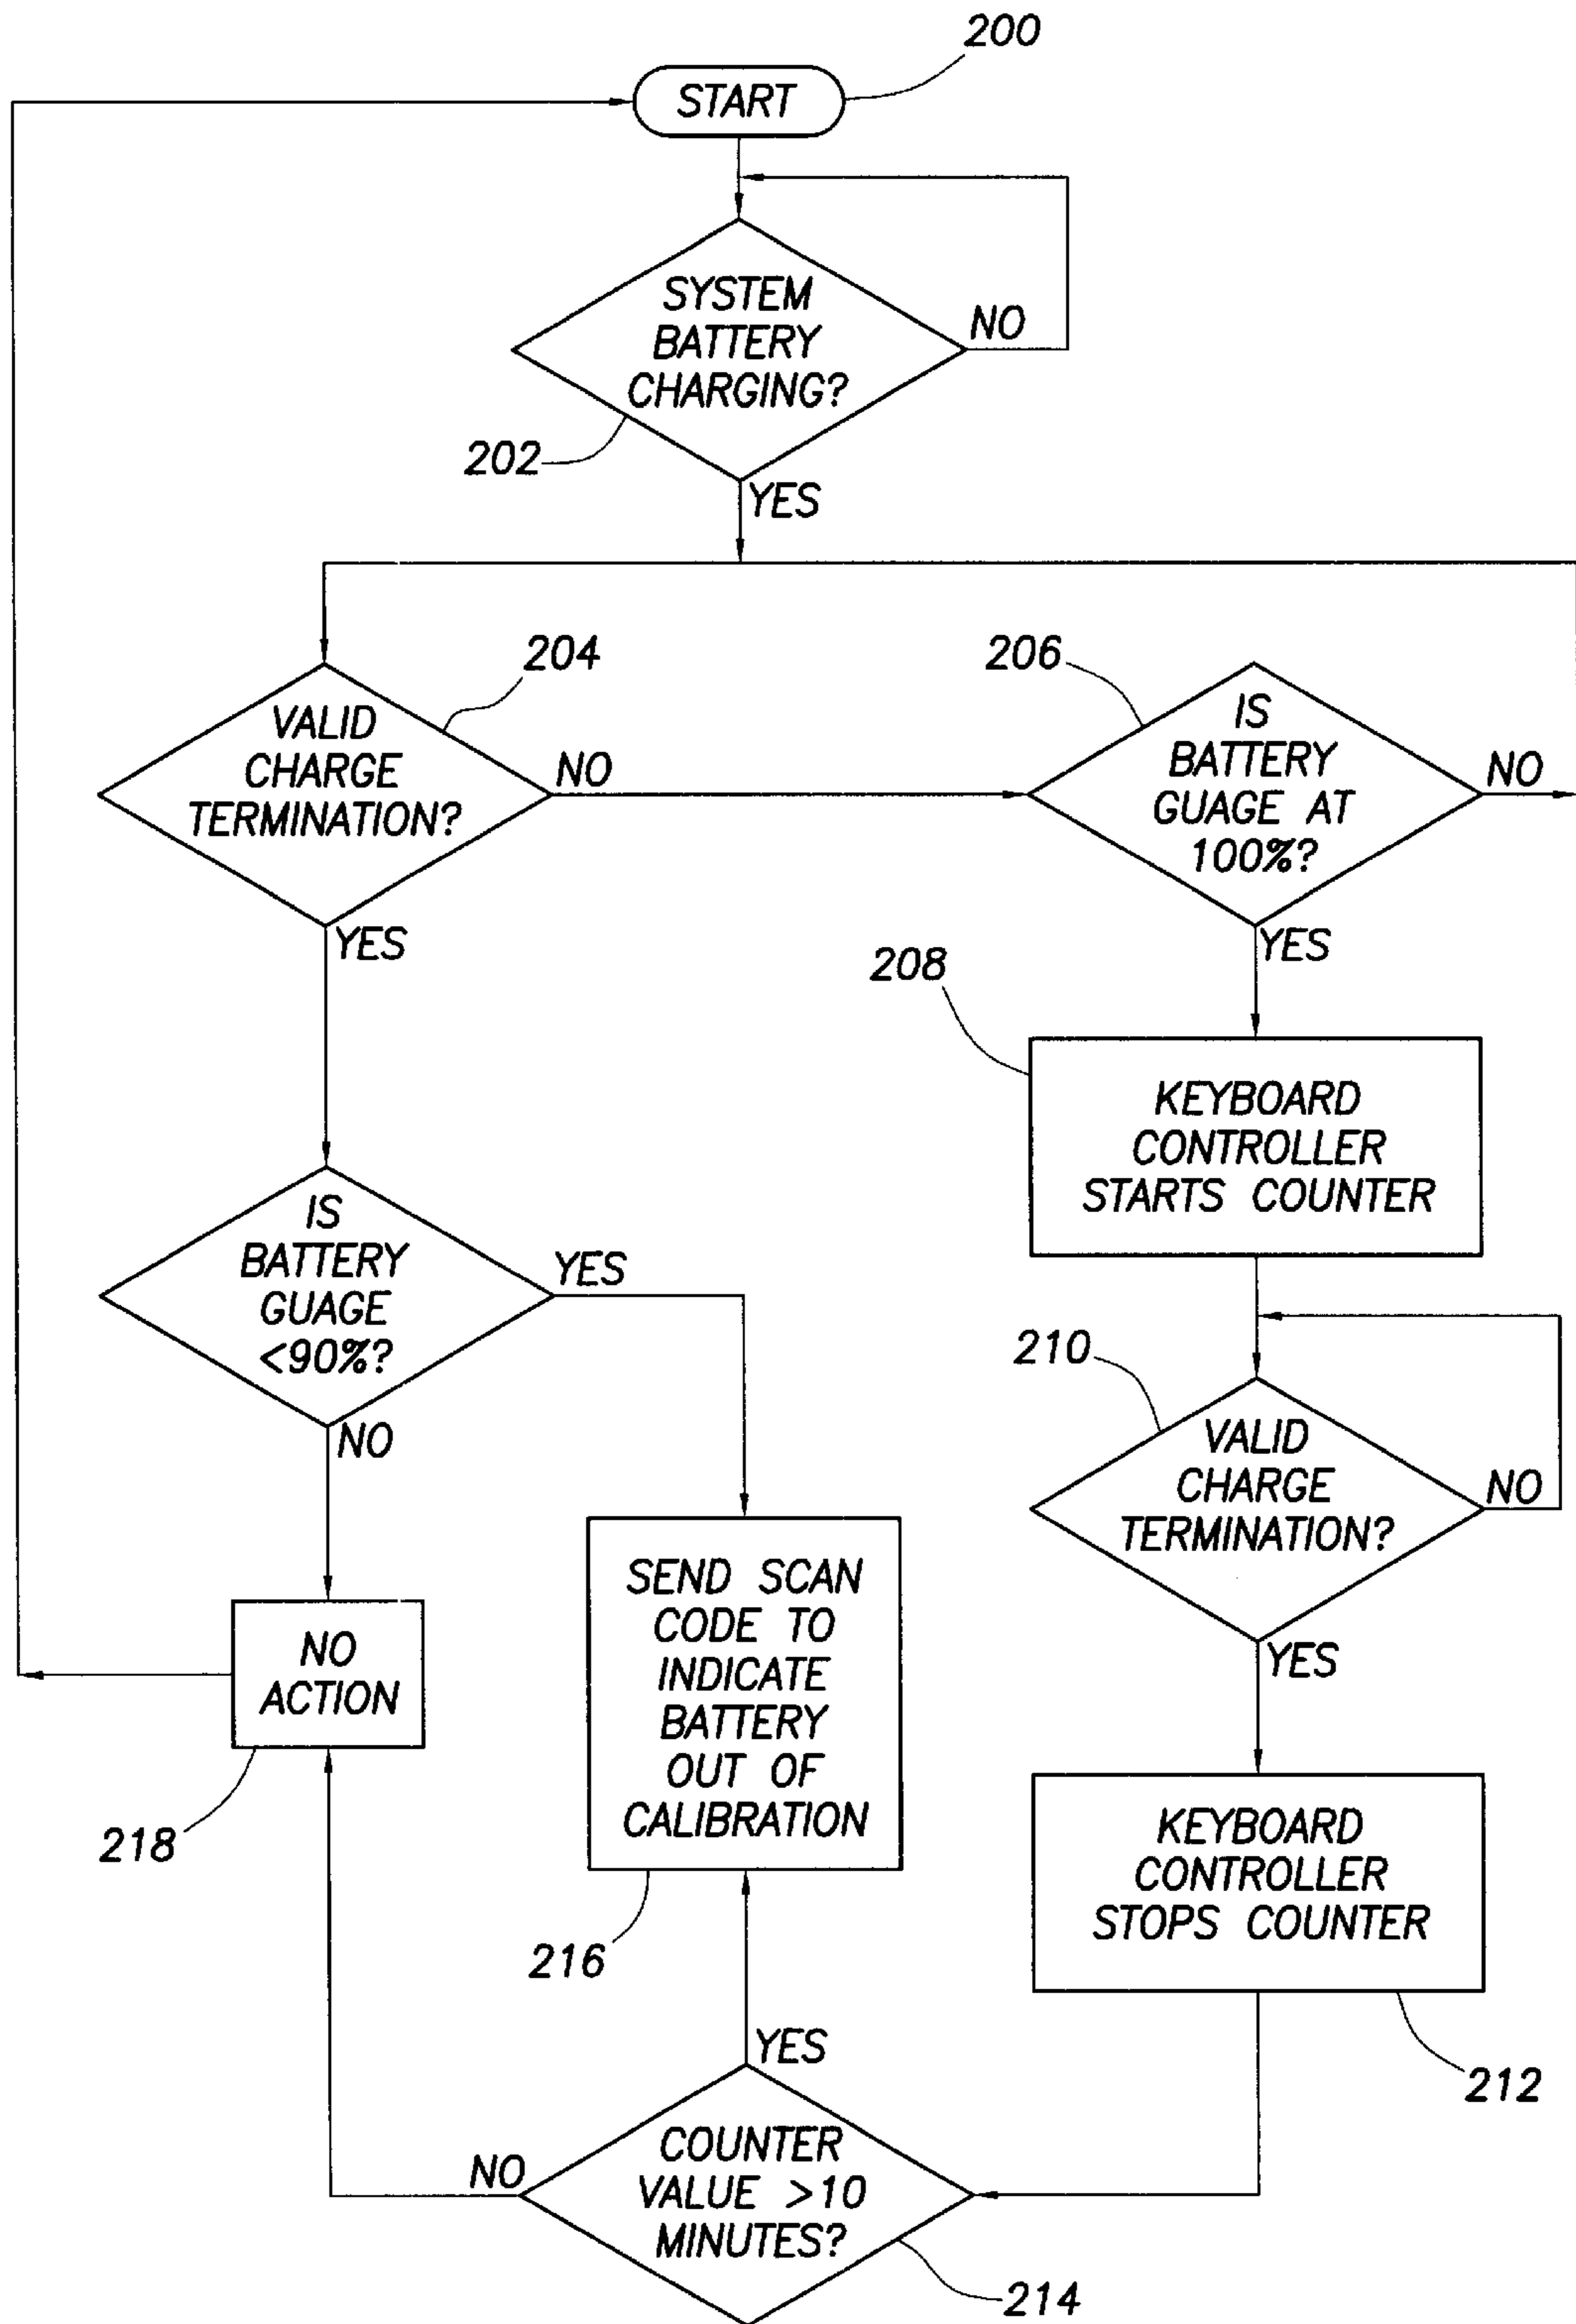 200
START
SYSTEM
BATTERY
CHARGING?
NO
202
YES
204
206
VALID
CHARGE
TERMINATION?
NO
IS
BATTERY
GUAGE AT
100%?
NO
YES
YES
208
KEYBOARD
CONTROLLER
STARTS COUNTER
IS
BATTERY
GUAGE
<90%?
YES
NO
210
VALID
CHARGE
TERMINATION?
NO
YES
SEND SCAN
CODE TO
INDICATE
BATTERY
OUT OF
CALIBRATION
NO
ACTION
218
216
KEYBOARD
CONTROLLER
STOPS COUNTER
212
YES
COUNTER
VALUE >10
MINUTES?
NO
214